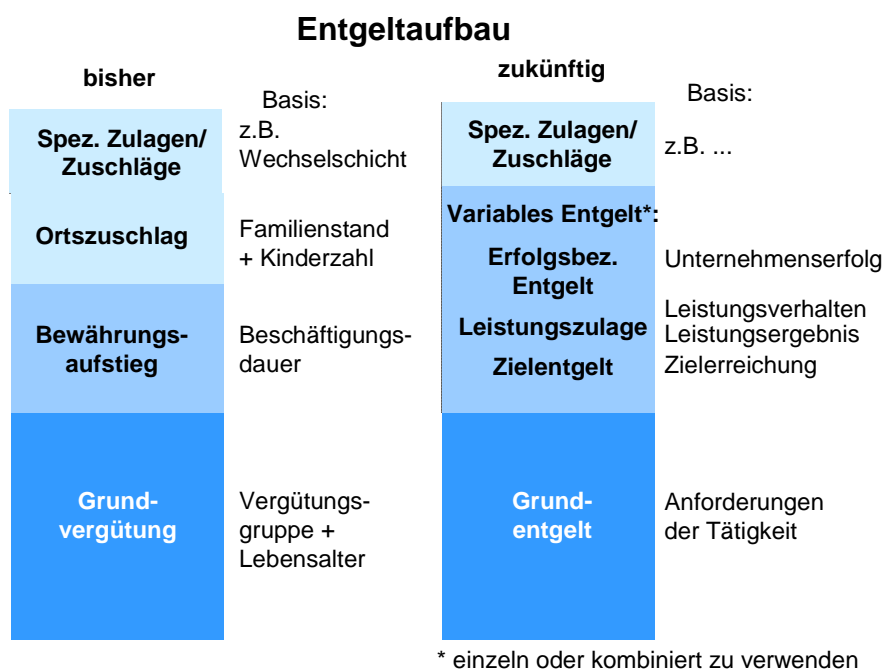 Entgeltaufbau
bisher
Basis:
Spez. Zulagen/
Zuschläge
z.B.
Wechselschicht
Ortszuschlag
Familienstand
+ Kinderzahl
Bewährungs-
aufstieg
Beschäftigungs-
dauer
Grund-
vergütung
Vergütungs-
gruppe +
Lebensalter
zukünftig
Basis:
Spez. Zulagen/
Zuschläge
z.B. ...
Variables Entgelt*:
Erfolgsbez.
Entgelt
Unternehmenserfolg
Leistungszulage
Leistungsverhalten
Leistungsergebnis
Zielentgelt
Zielerreichung
Grund-
entgelt
Anforderungen
der Tätigkeit
* einzeln oder kombiniert zu verwenden